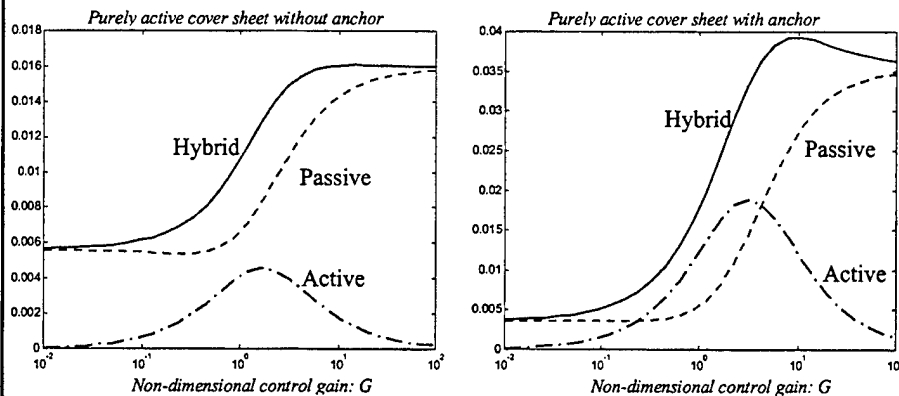 Purely active cover sheet without anchor
0.018
0.016
0.014
0.012
0.01
0.008
0.006
0.004
0.002
0
Hybrid
Passive
Active
10^-2
10^-1
10^0
10^1
10^2
Non-dimensional control gain: G
Purely active cover sheet with anchor
0.04
0.035
0.03
0.025
0.02
0.015
0.01
0.005
0
Hybrid
Passive
Active
10^-2
10^-1
10^0
10^1
10
Non-dimensional control gain: G